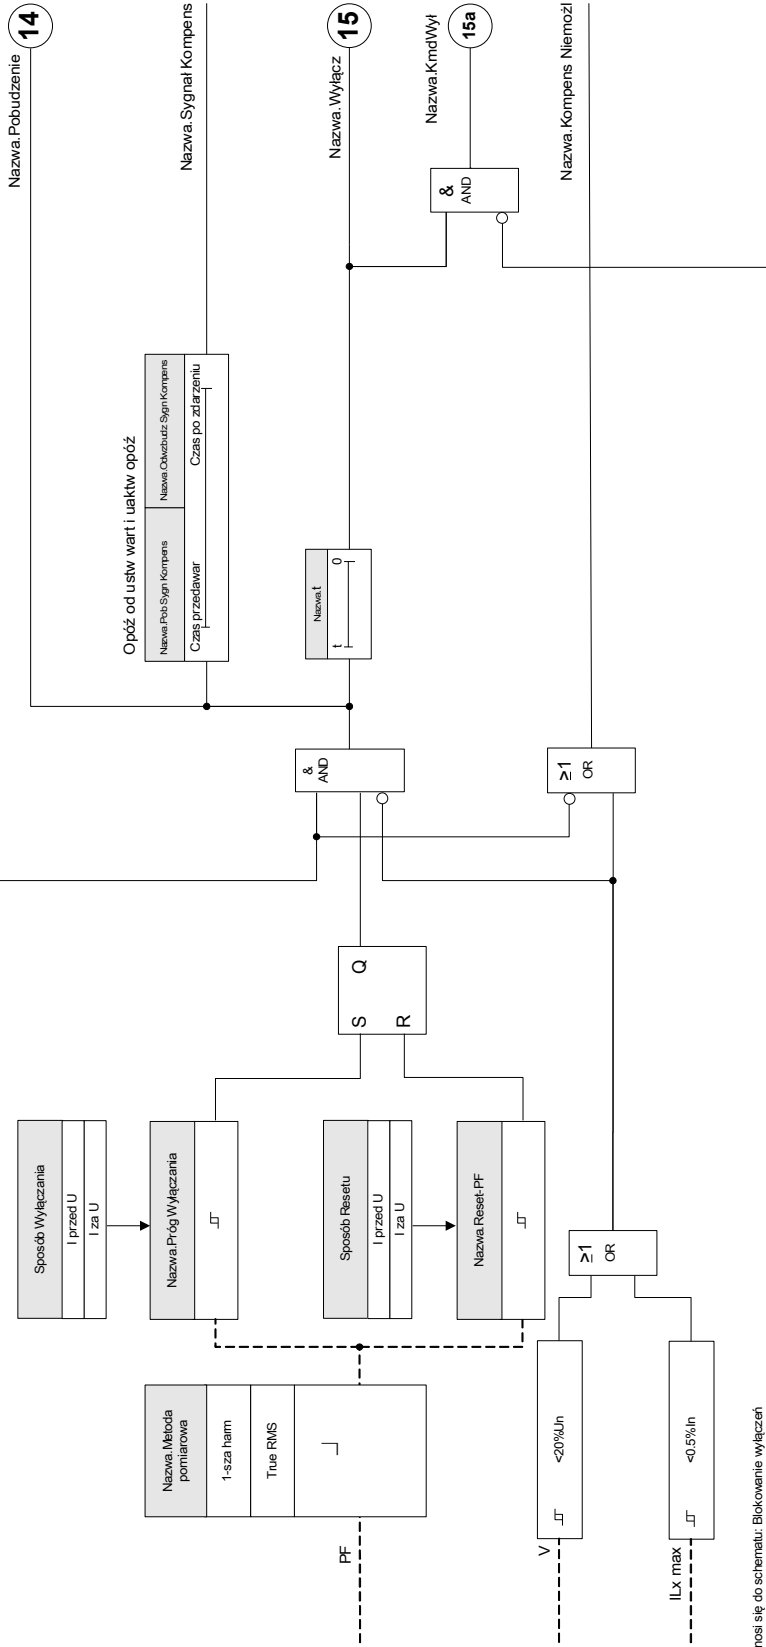 14
Nazwa.Pobudzenie
Nazwa.Sygnał Kompens
15
Nazwa.Wyłącz
15a
Nazwa.KmdWył
Nazwa.Kompens Niemożl
&
AND
Opóź od ustw wart i uaktw opóź
Nazwa.Pob Sygn Kompens
Nazwa.Odwzbudz Sygn Kompens
Czas przedawar
Czas po zdarzeniu
Nazwa.t
t
0
&
AND
≥1
OR
S
Q
R
Sposób Wyłączania
I przed U
I za U
Nazwa.Próg Wyłączania
Sposób Resetu
I przed U
I za U
Nazwa.Reset-PF
≥1
OR
Nazwa.Metoda
pomiarowa
1-sza harm
True RMS
PF
V
<20%Un
ILx max
<0.5%In
nosi się do schematu: Blokowanie wyłączeń